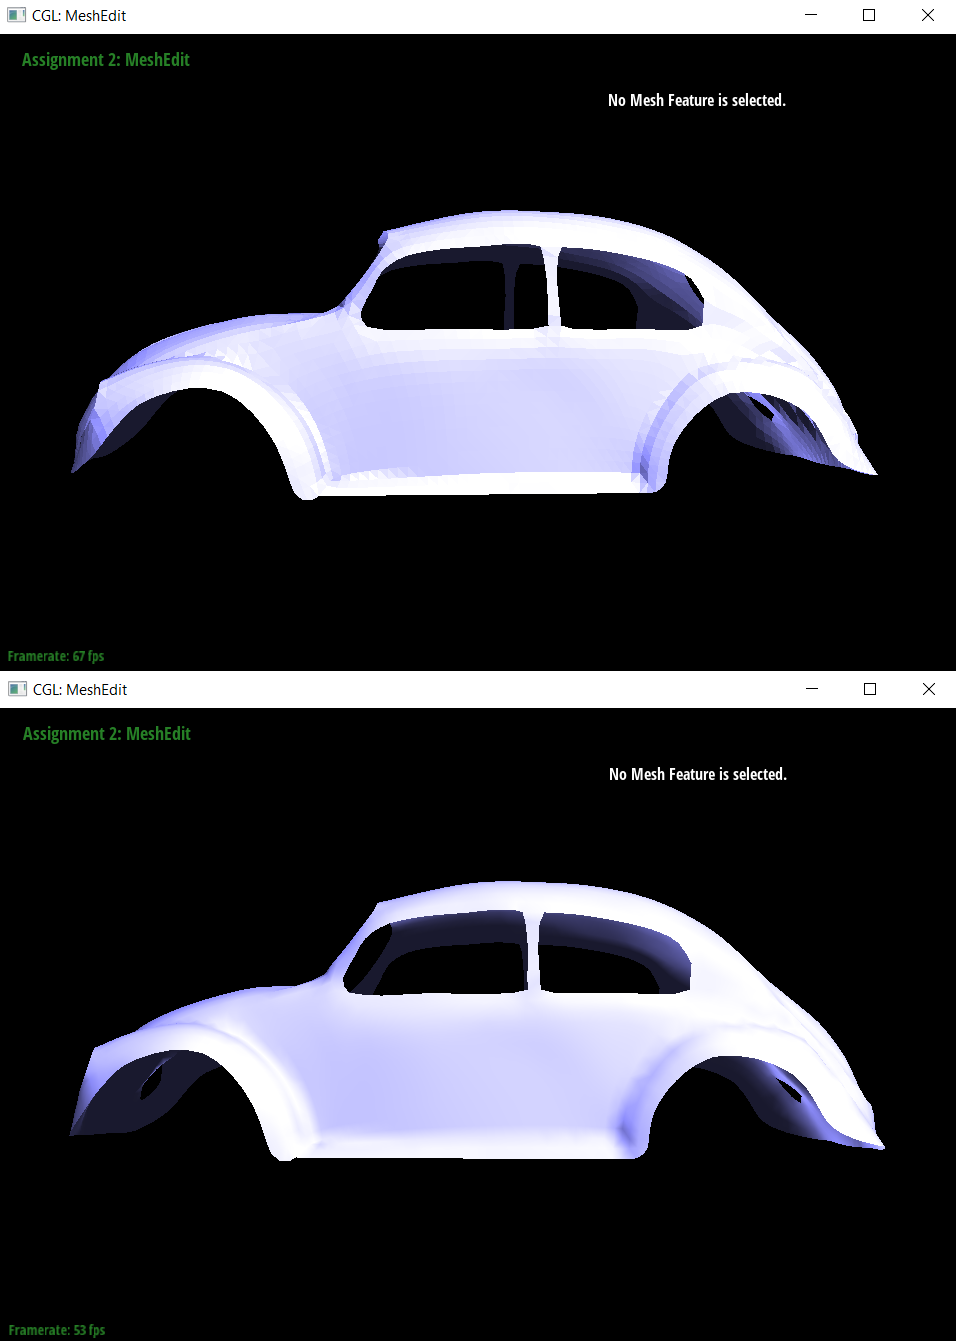 CGL: MeshEdit
Assignment 2: MeshEdit
No Mesh Feature is selected.
Framerate: 67 fps
CGL: MeshEdit
Assignment 2: MeshEdit
No Mesh Feature is selected.
Framerate: 53 fps